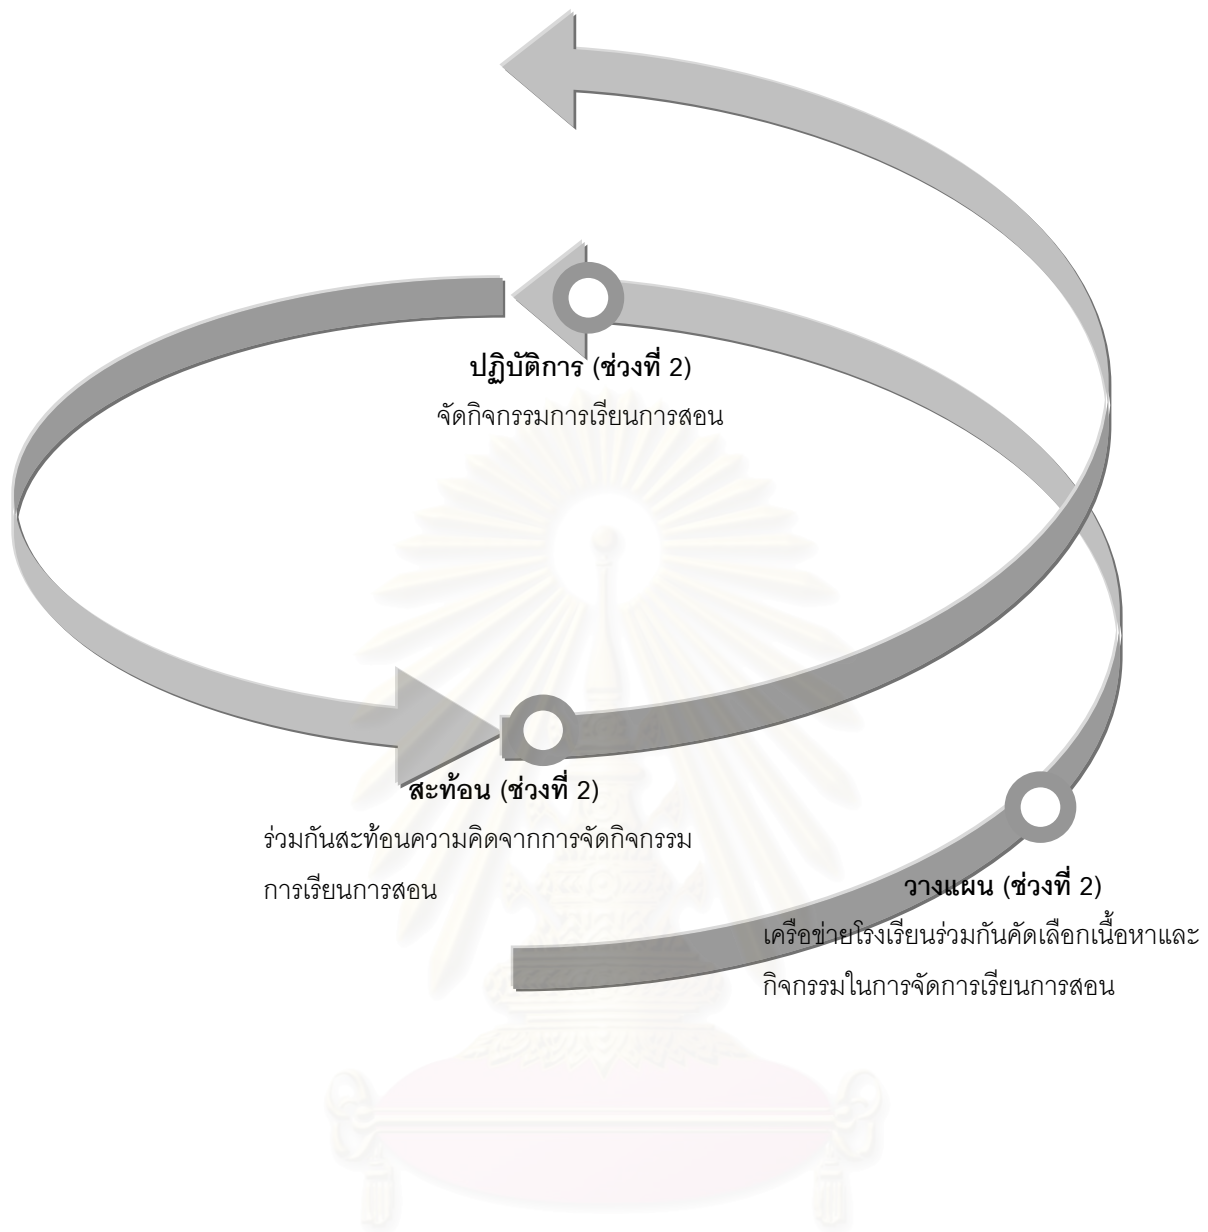 ปฏิบัติการ (ช่วงที่ 2)
จัดกิจกรรมการเรียนการสอน
สะท้อน (ช่วงที่ 2)
ร่วมกันสะท้อนความคิดจากการจัดกิจกรรม
การเรียนการสอน
วางแผน (ช่วงที่ 2)
เครือข่ายโรงเรียนร่วมกันคัดเลือกเนื้อหาและ
กิจกรรมในการจัดการเรียนการสอน